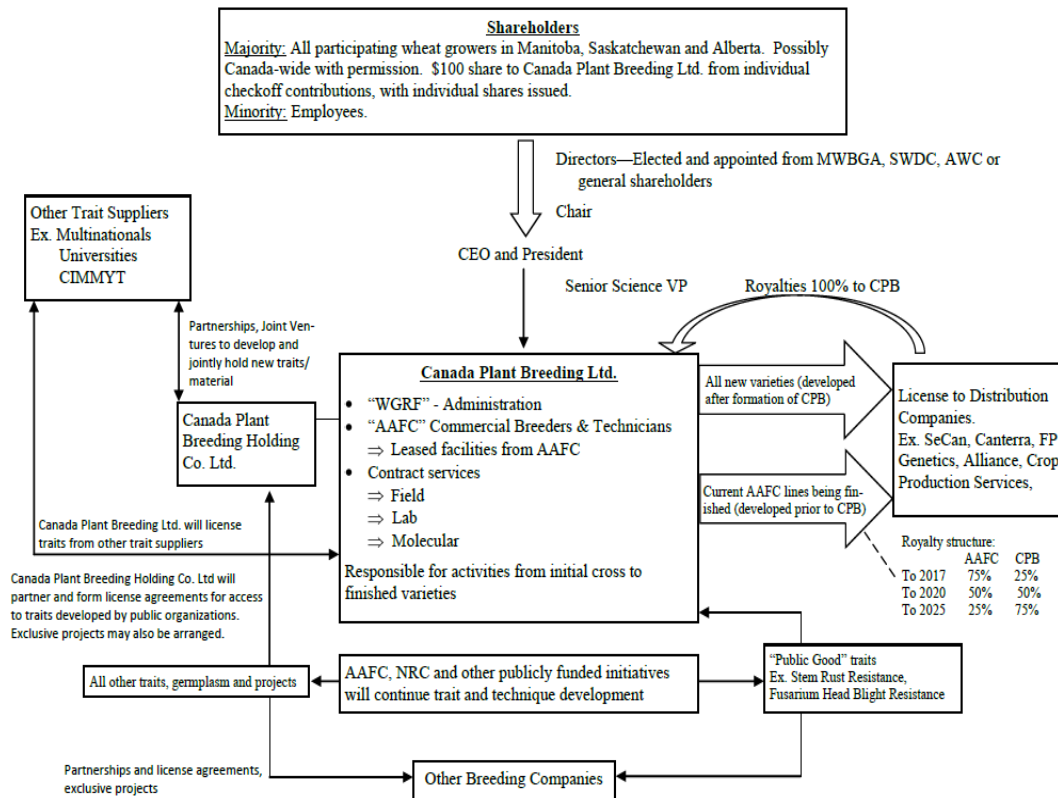 Shareholders
Majority: All participating wheat growers in Manitoba, Saskatchewan and Alberta. Possibly
Canada-wide with permission. $100 share to Canada Plant Breeding Ltd. from individual
checkoff contributions, with individual shares issued.
Minority: Employees.
Directors—Elected and appointed from MWBGA, SWDC, AWC or
general shareholders
Chair
CEO and President
Senior Science VP
Royalties 100% to CPB
Other Trait Suppliers
Ex. Multinationals
Universities
CIMMYT
Partnerships, Joint Ven-
tures to develop and
jointly hold new traits/
material
Canada Plant
Breeding Holding
Co. Ltd.
Canada Plant Breeding Ltd.
• “WGRF” - Administration
• “AAFC” Commercial Breeders & Technicians
⇒ Leased facilities from AAFC
• Contract services
⇒ Field
⇒ Lab
⇒ Molecular
Responsible for activities from initial cross to
finished varieties
All new varieties (developed
after formation of CPB)
Current AAFC lines being fin-
ished (developed prior to CPB)
License to Distribution
Companies.
Ex. SeCan, Canterra, FP
Genetics, Alliance, Crop
Production Services,
Royalty structure:
AAFC CPB
To 2017 75% 25%
To 2020 50% 50%
To 2025 25% 75%
Canada Plant Breeding Ltd. will license
traits from other trait suppliers
Canada Plant Breeding Holding Co. Ltd will
partner and form license agreements for access
to traits developed by public organizations.
Exclusive projects may also be arranged.
All other traits, germplasm and projects
AAFC, NRC and other publicly funded initiatives
will continue trait and technique development
“Public Good” traits
Ex. Stem Rust Resistance,
Fusarium Head Blight Resistance
Partnerships and license agreements,
exclusive projects
Other Breeding Companies